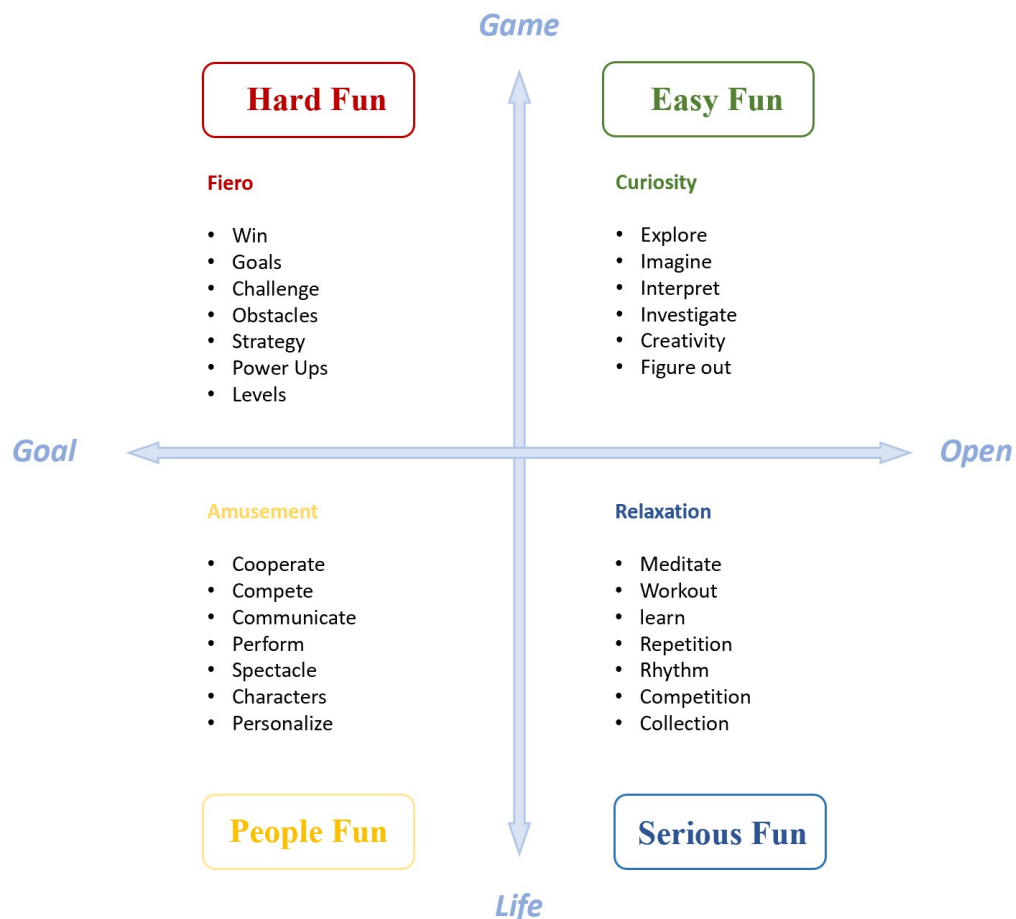 Game
Hard Fun
Easy Fun
Fiero
• Win
• Goals
• Challenge
• Obstacles
• Strategy
• Power Ups
• Levels
Curiosity
• Explore
• Imagine
• Interpret
• Investigate
• Creativity
• Figure out
Goal
Open
Amusement
• Cooperate
• Compete
• Communicate
• Perform
• Spectacle
• Characters
• Personalize
Relaxation
• Meditate
• Workout
• learn
• Repetition
• Rhythm
• Competition
• Collection
People Fun
Serious Fun
Life